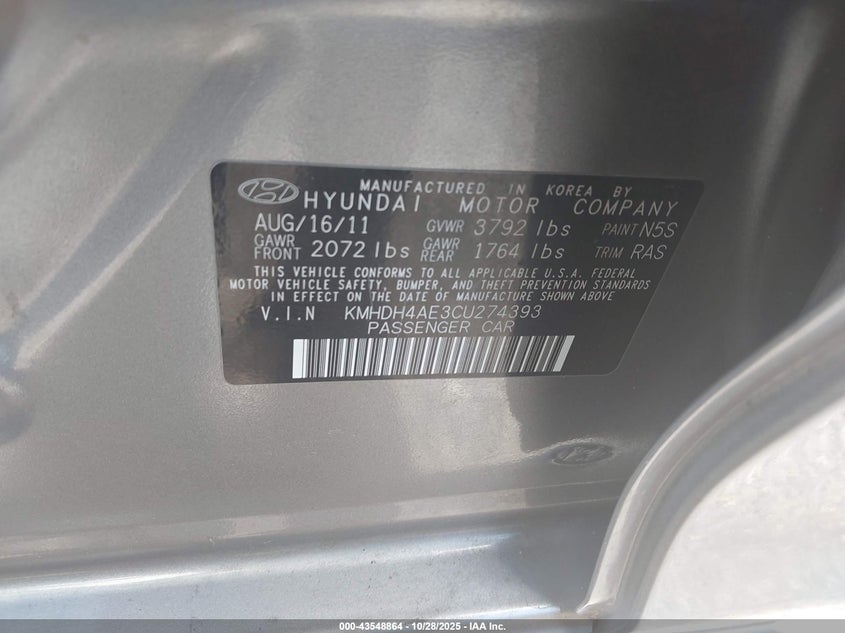 MANUFACTURED IN KOREA BY
HYUNDAI MOTOR COMPANY
AUG/16/11 GVWR 3792 lbs PAINT N5S
GAWR FRONT 2072 lbs GAWR REAR 1764 lbs TRIM RAS
THIS VEHICLE CONFORMS TO ALL APPLICABLE U.S.A. FEDERAL
MOTOR VEHICLE SAFETY, BUMPER, AND THEFT PREVENTION STANDARDS
IN EFFECT ON THE DATE OF MANUFACTURE SHOWN ABOVE
V.I.N KMHDH4AE3CU274393
PASSENGER CAR
000-43548864 | 10/28/2025 | IAA Inc.